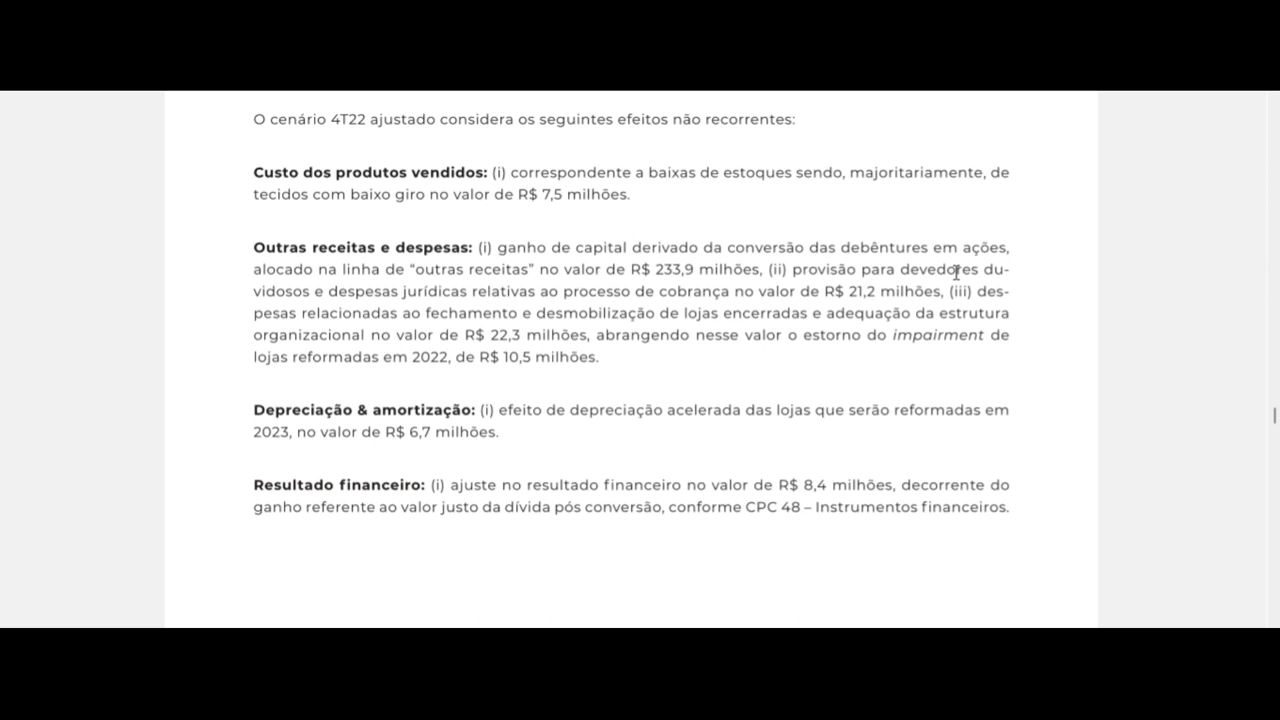 O cenário 4T22 ajustado considera os seguintes efeitos não recorrentes:
Custo dos produtos vendidos: (i) correspondente a baixas de estoques sendo, majoritariamente, de
tecidos com baixo giro no valor de R$ 7,5 milhões.
Outras receitas e despesas: (i) ganho de capital derivado da conversão das debêntures em ações,
alocado na linha de “outras receitas” no valor de R$ 233,9 milhões, (ii) provisão para devedores du-
vidosos e despesas jurídicas relativas ao processo de cobrança no valor de R$ 21,2 milhões, (iii) des-
pesas relacionadas ao fechamento e desmobilização de lojas encerradas e adequação da estrutura
organizacional no valor de R$ 22,3 milhões, abrangendo nesse valor o estorno do impairment de
lojas reformadas em 2022, de R$ 10,5 milhões.
Depreciação & amortização: (i) efeito de depreciação acelerada das lojas que serão reformadas em
2023, no valor de R$ 6,7 milhões.
Resultado financeiro: (i) ajuste no resultado financeiro no valor de R$ 8,4 milhões, decorrente do
ganho referente ao valor justo da dívida pós conversão, conforme CPC 48 – Instrumentos financeiros.